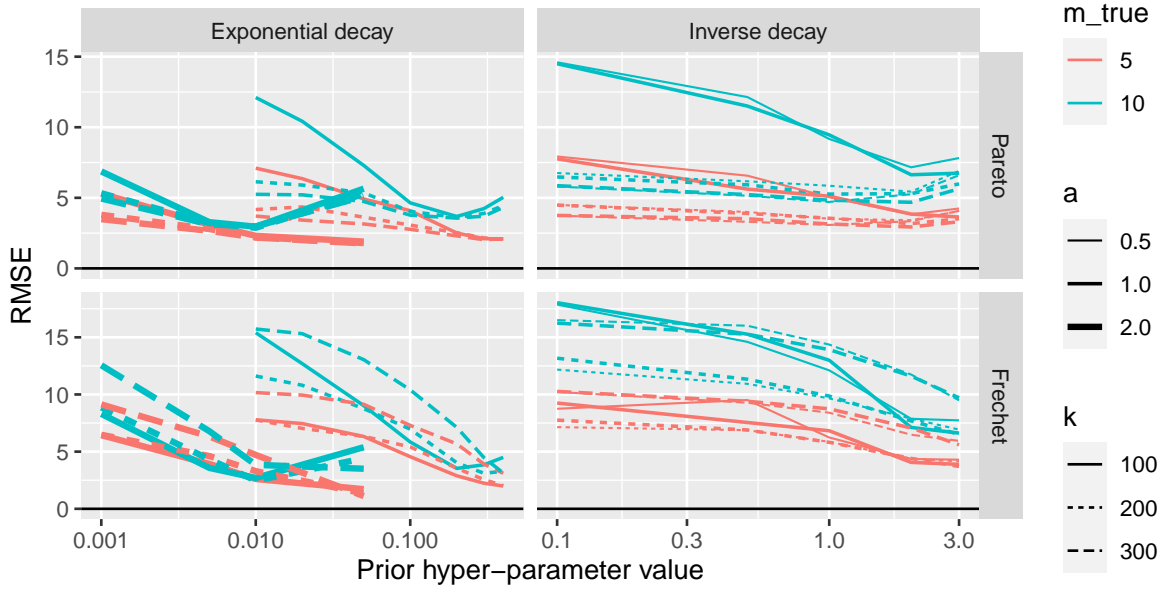 Exponential decay
Inverse decay
15
10
5
0
Pareto
15
10
5
0
Frechet
RMSE
0.001
0.010
0.100
0.1
0.3
1.0
3.0
Prior hyper−parameter value
m_true
5
10
a
0.5
1.0
2.0
k
100
200
300